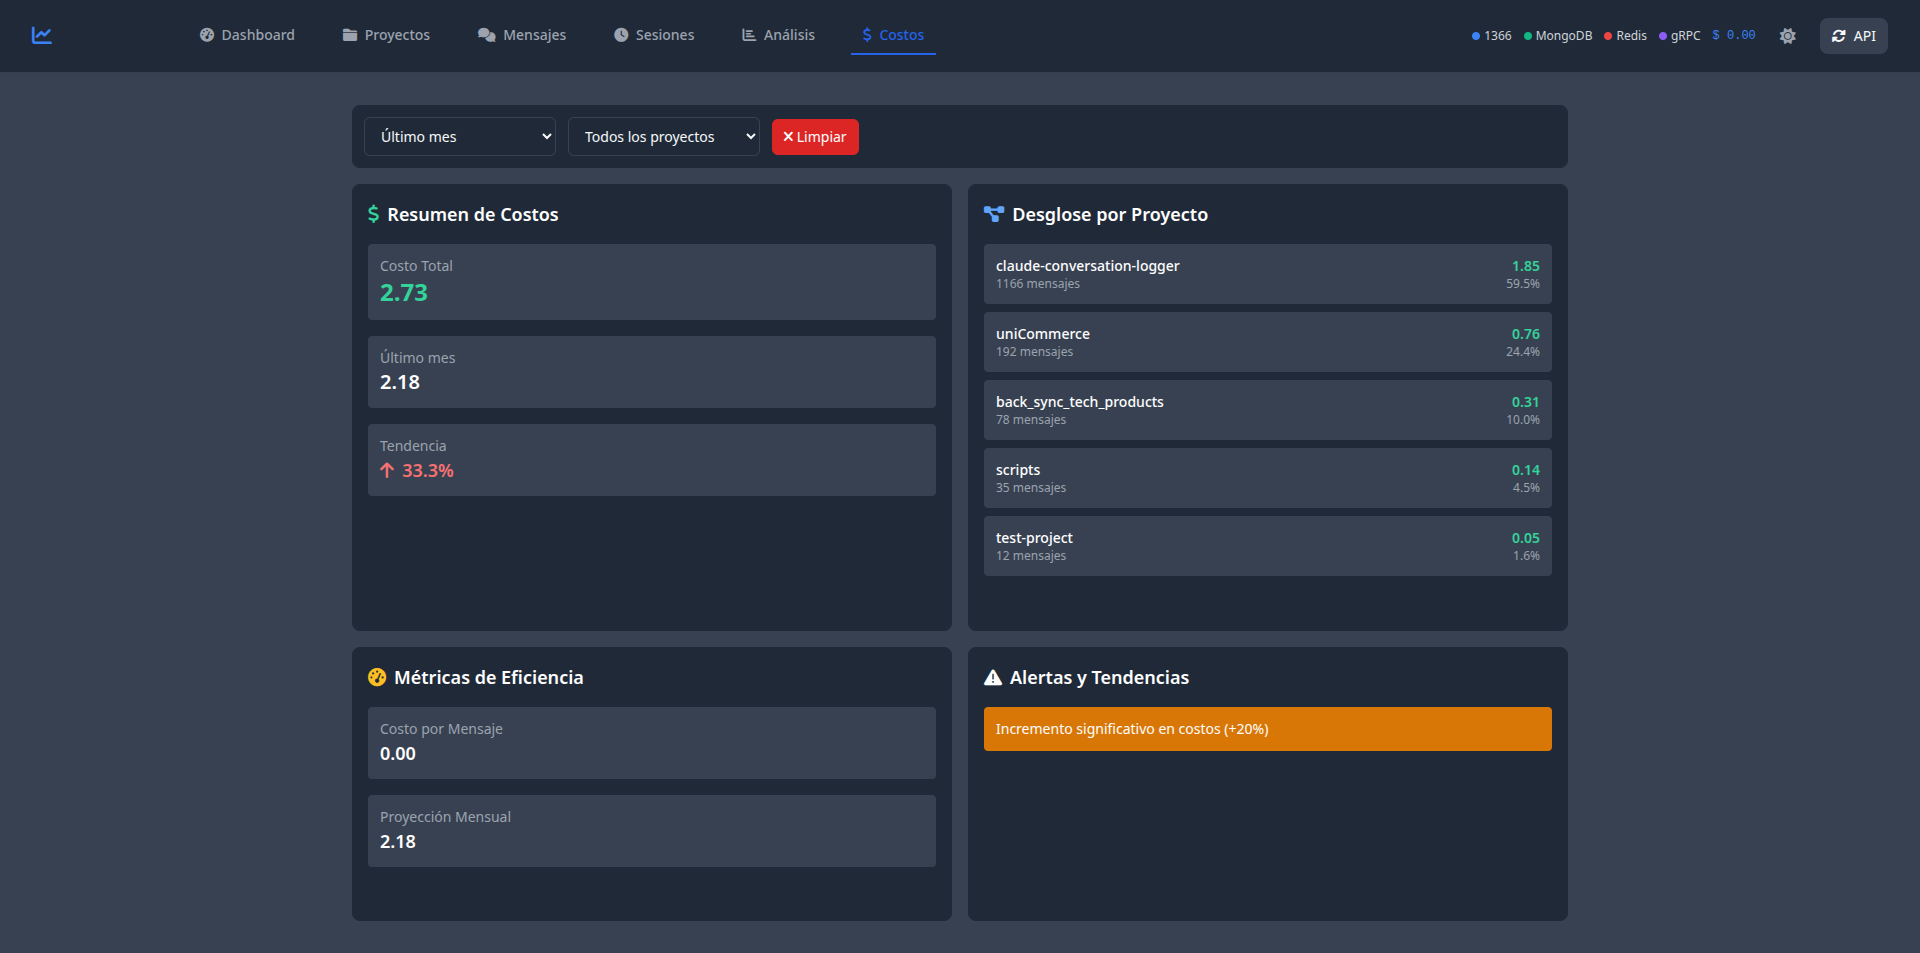 Dashboard
Proyectos
Mensajes
Sesiones
Análisis
$ Costos
1366
MongoDB
Redis
gRPC
$ 0.00
API
Último mes
Todos los proyectos
Limpiar
$ Resumen de Costos
Costo Total
2.73
Último mes
2.18
Tendencia
33.3%
Desglose por Proyecto
claude-conversation-logger
1.85
1166 mensajes
59.5%
uniCommerce
0.76
192 mensajes
24.4%
back_sync_tech_products
0.31
78 mensajes
10.0%
scripts
0.14
35 mensajes
4.5%
test-project
0.05
12 mensajes
1.6%
Métricas de Eficiencia
Costo por Mensaje
0.00
Proyección Mensual
2.18
Alertas y Tendencias
Incremento significativo en costos (+20%)